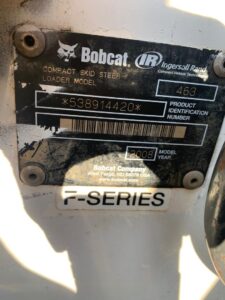 Bobcat. IR Ingersoll Rand
COMPACT SKID STEER
LOADER MODEL
463
*538914420*
PRODUCT
IDENTIFICATION
NUMBER
2008 MODEL
YEAR
Bobcat Company
F-SERIES